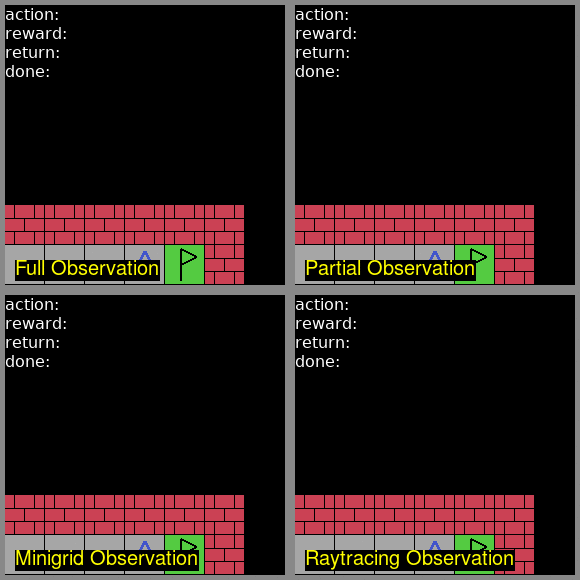 action:
reward:
return:
done:
Full Observation
action:
reward:
return:
done:
Partial Observation
action:
reward:
return:
done:
Minigrid Observation
action:
reward:
return:
done:
Raytracing Observation